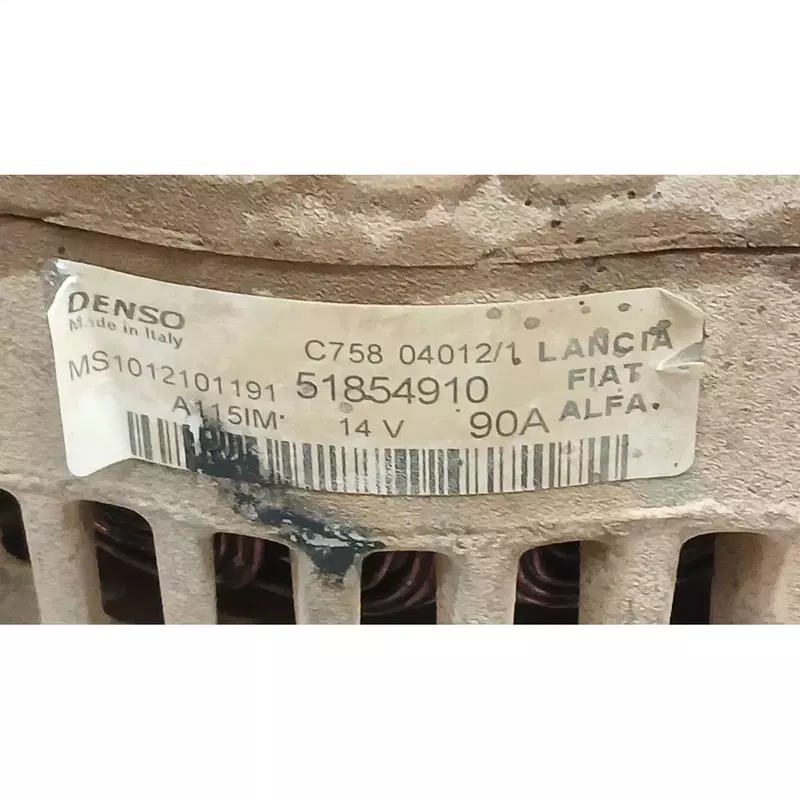 DENSO
Made in Italy
C758 04012/1 LANCIA
MS1012101191 51854910 FIAT
A115IM 14 V 90A ALFA.